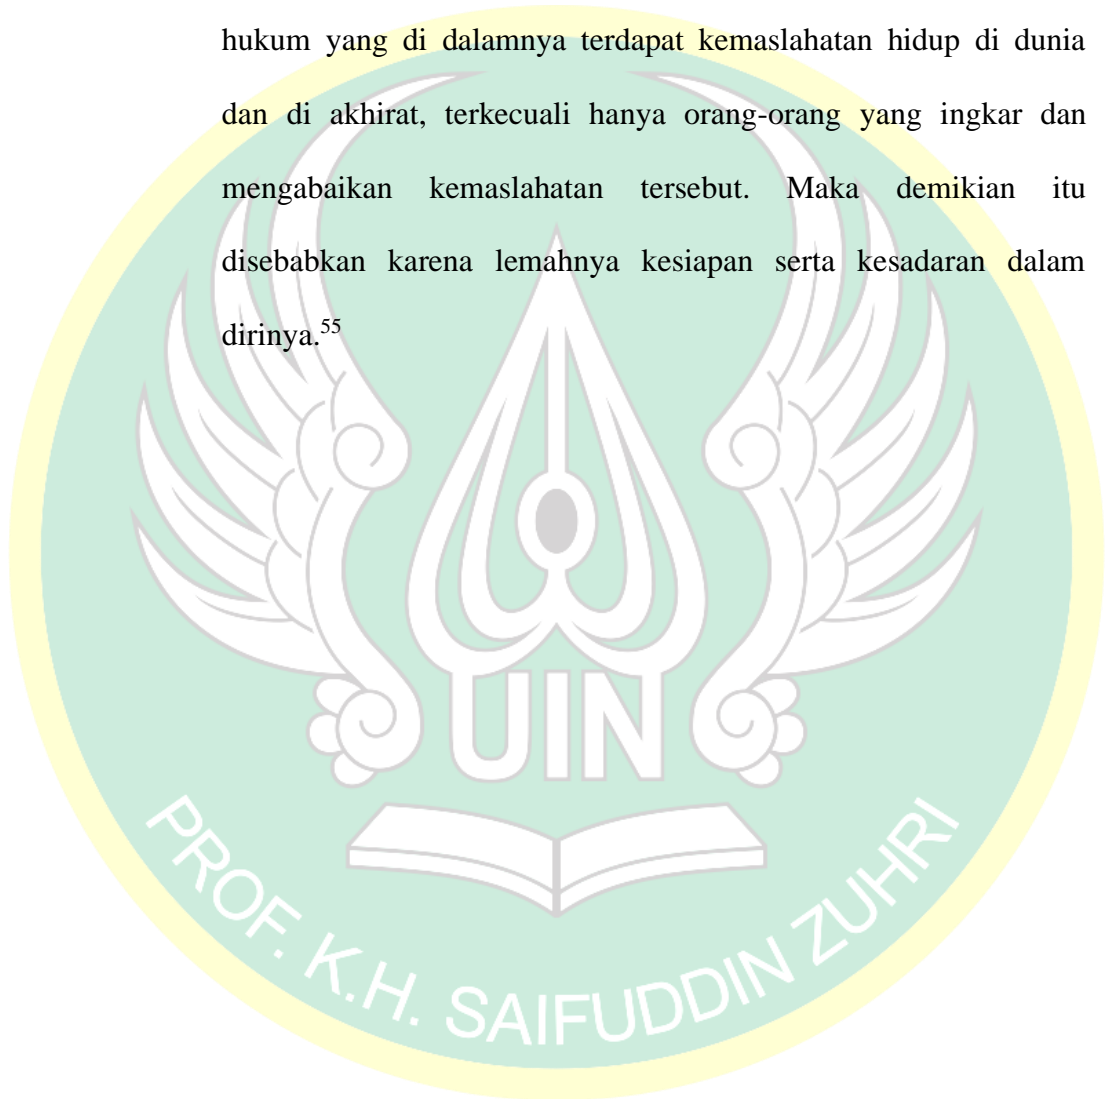 hukum yang di dalamnya terdapat kemaslahatan hidup di dunia
dan di akhirat, terkecuali hanya orang-orang yang ingkar dan
mengabaikan kemaslahatan tersebut. Maka demikian itu
disebabkan karena lemahnya kesiapan serta kesadaran dalam
dirinya.55
UIN
PROF. K.H. SAIFUDDIN ZUHRI